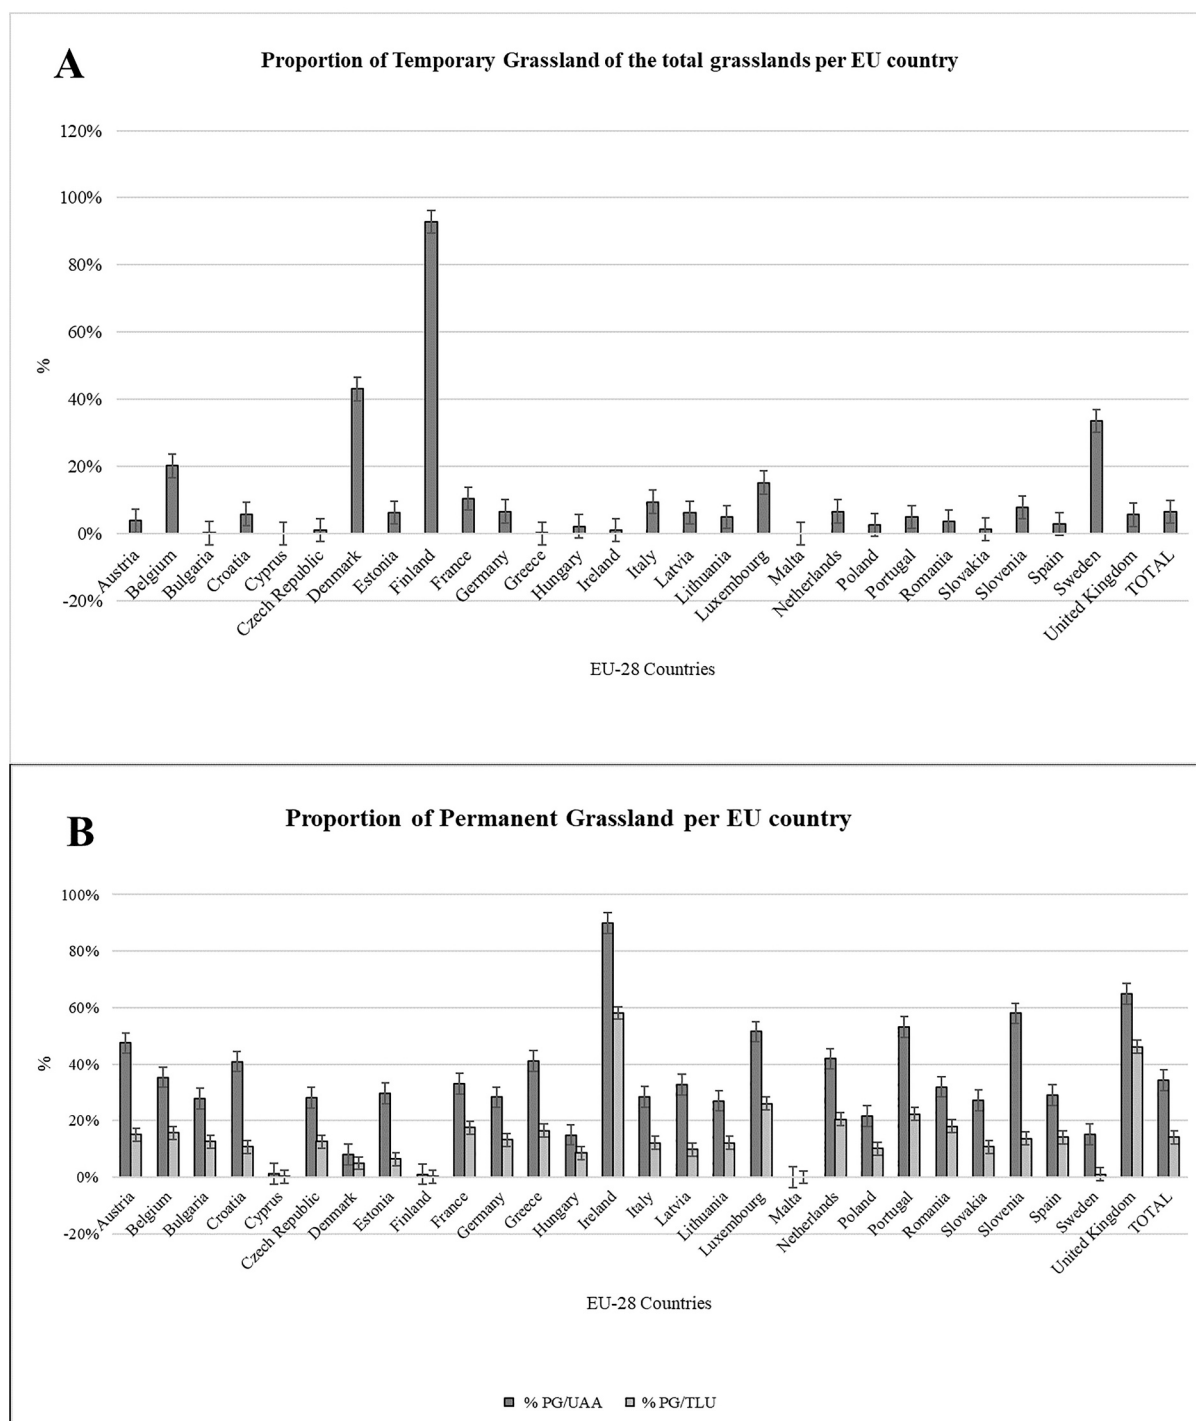 A
Proportion of Temporary Grassland of the total grasslands per EU country
120%
100%
80%
60%
40%
20%
0%
-20%
%
Austria
Belgium
Bulgaria
Croatia
Cyprus
Czech Republic
Denmark
Estonia
Finland
France
Germany
Greece
Hungary
Ireland
Italy
Latvia
Lithuania
Luxembourg
Malta
Netherlands
Poland
Portugal
Romania
Slovakia
Slovenia
Spain
Sweden
United Kingdom
TOTAL
EU-28 Countries
B
Proportion of Permanent Grassland per EU country
100%
80%
60%
40%
20%
0%
-20%
%
Austria
Belgium
Bulgaria
Croatia
Cyprus
Czech Republic
Denmark
Estonia
Finland
France
Germany
Greece
Hungary
Ireland
Italy
Latvia
Lithuania
Luxembourg
Malta
Netherlands
Poland
Portugal
Romania
Slovakia
Slovenia
Spain
Sweden
United Kingdom
TOTAL
EU-28 Countries
% PG/UAA % PG/TLU